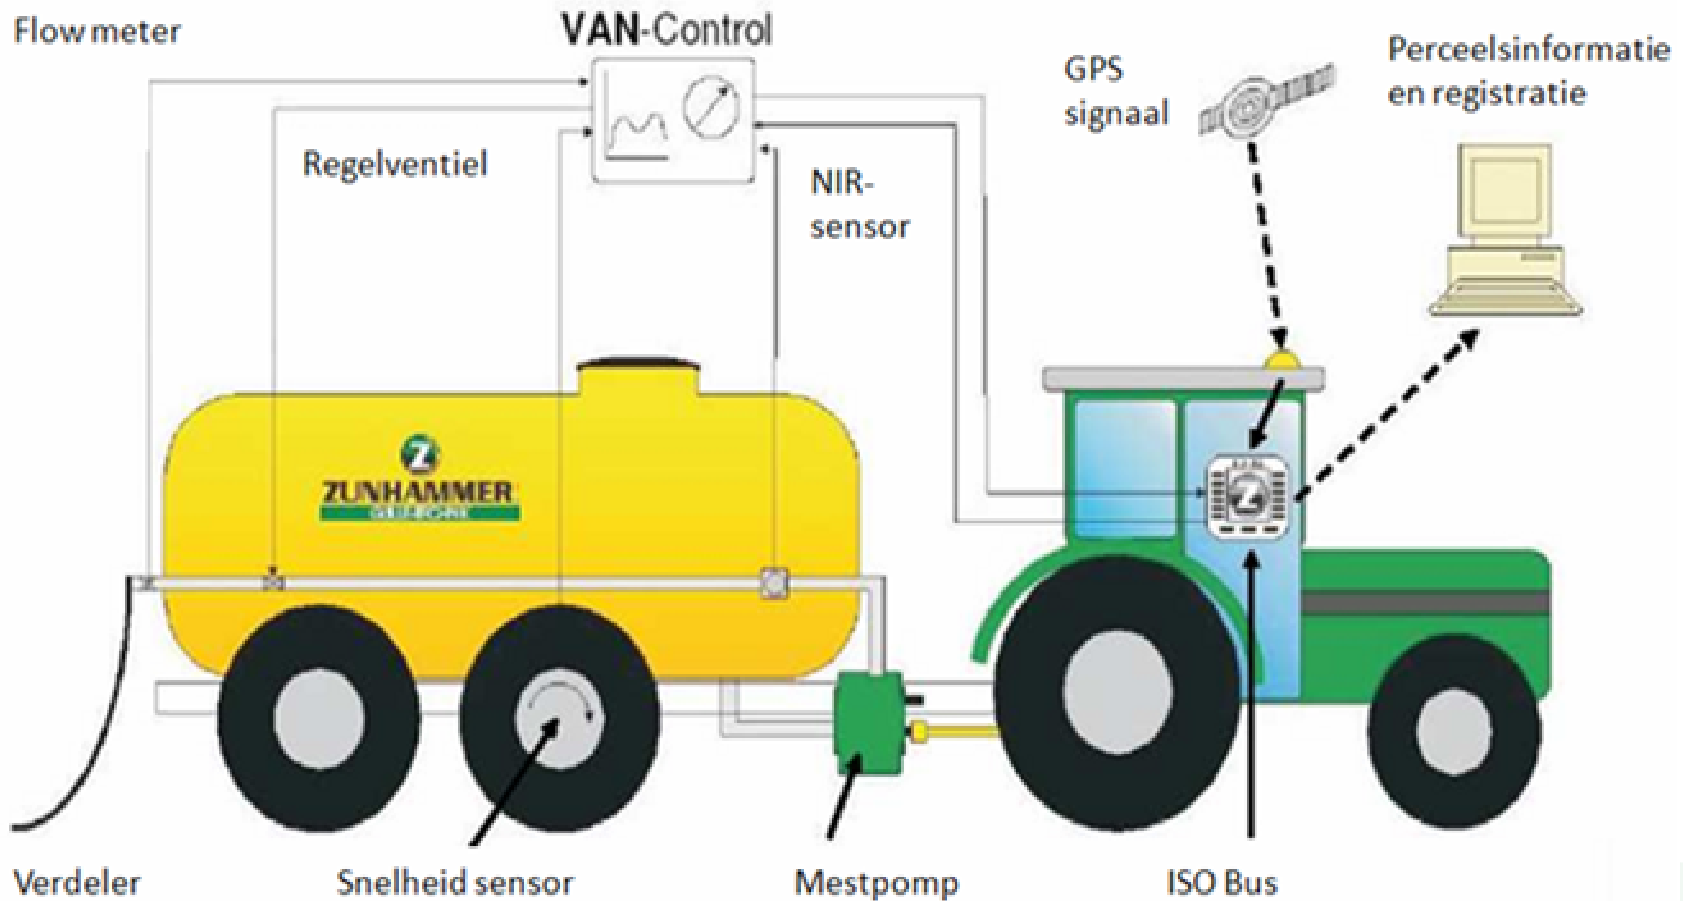 Flow meter
VAN-Control
GPS
signaal
Perceelsinformatie
en registratie
Regelventiel
NIR-
sensor
Z
ZUNHAMMER
Z
Verdeler
Snelheid sensor
Mestpomp
ISO Bus